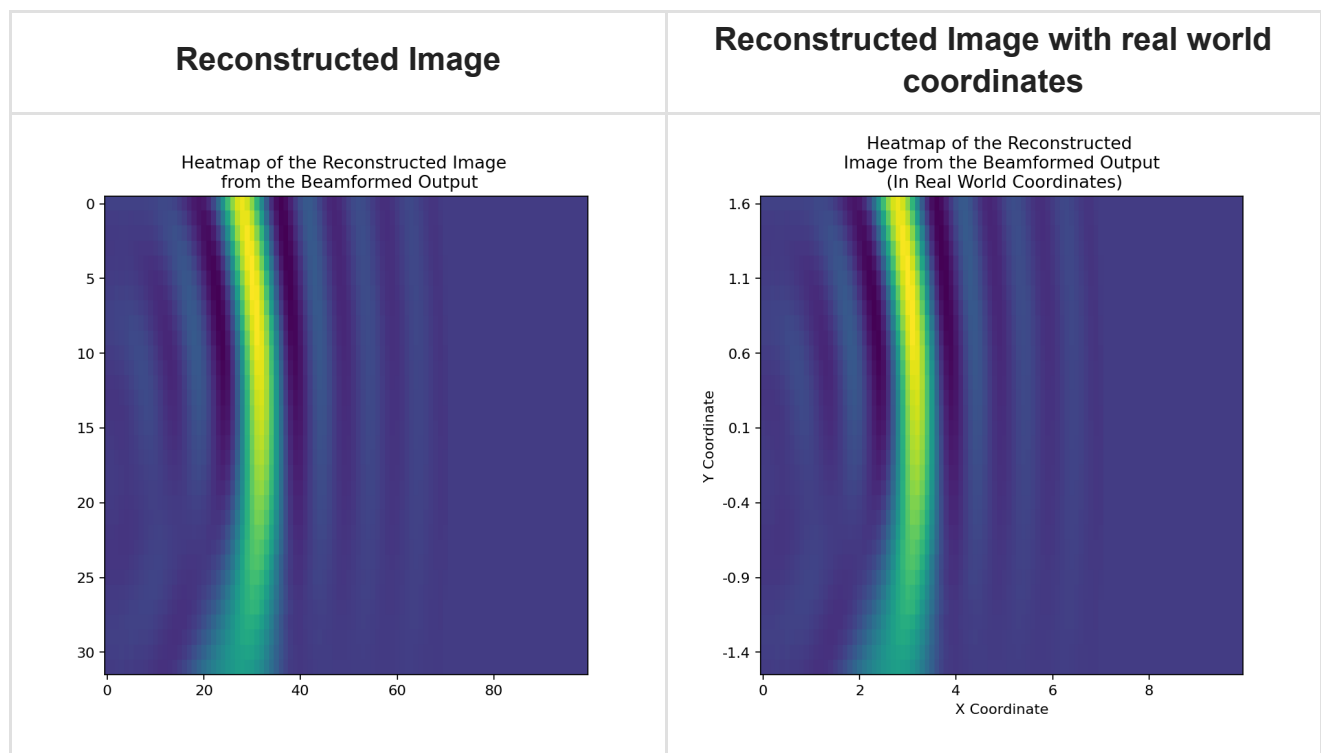 Reconstructed Image
Reconstructed Image with real world
coordinates
Heatmap of the Reconstructed Image
from the Beamformed Output
0
5
10
15
20
25
30
0 20 40 60 80
Heatmap of the Reconstructed
Image from the Beamformed Output
(In Real World Coordinates)
Y Coordinate
1.6
1.1
0.6
0.1
-0.4
-0.9
-1.4
0 2 4 6 8
X Coordinate